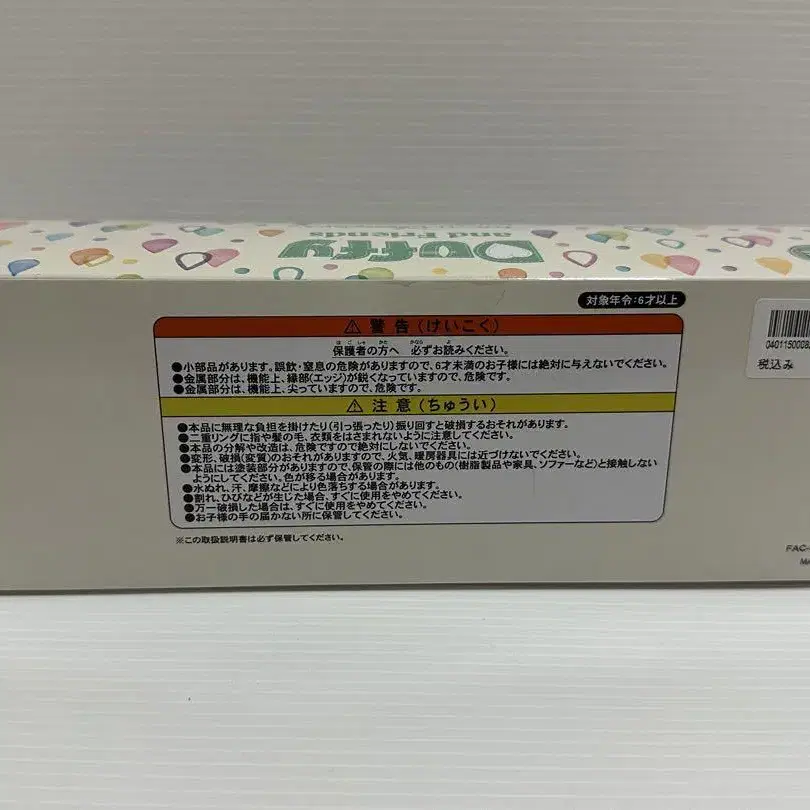 Duffy
and Friends
対象年令:6才以上
⚠ 警告(けいこく)
保護者の方へ 必ずお読みください。
●小部品があります。誤飲・窒息の危険がありますので、6才未満のお子様には絶対に与えないでください。
●金属部分は、機能上、縁部(エッジ)が鋭くなっていますので、危険です。
●金属部分は、機能上、尖っていますので、危険です。
⚠ 注意(ちゅうい)
●本品に無理な負担を掛けたり(引っ張ったり)振り回すと破損するおそれがあります。
●二重リングに指や髪の毛、衣類をはさまれないように注意してください。
●本品の分解や改造は、危険ですので絶対にしないでください。
●変形、破損(変質)のおそれがありますので、火気、暖房器具には近づけないでください。
●本品には塗装部分がありますので、保管の際には他のもの(樹脂製品や家具、ソファーなど)と接触しない
ようにしてください。色が移る場合があります。
●水ぬれ、汗、摩擦などにより色落ちする場合があります。
●割れ、ひびなどが生じた場合、すぐに使用をやめてください。
●万一破損した場合は、すぐに使用をやめてください。
●お子様の手の届かない所に保管してください。
※この取扱説明書は必ず保管してください。
0401150008
税込み
FAC-
MA